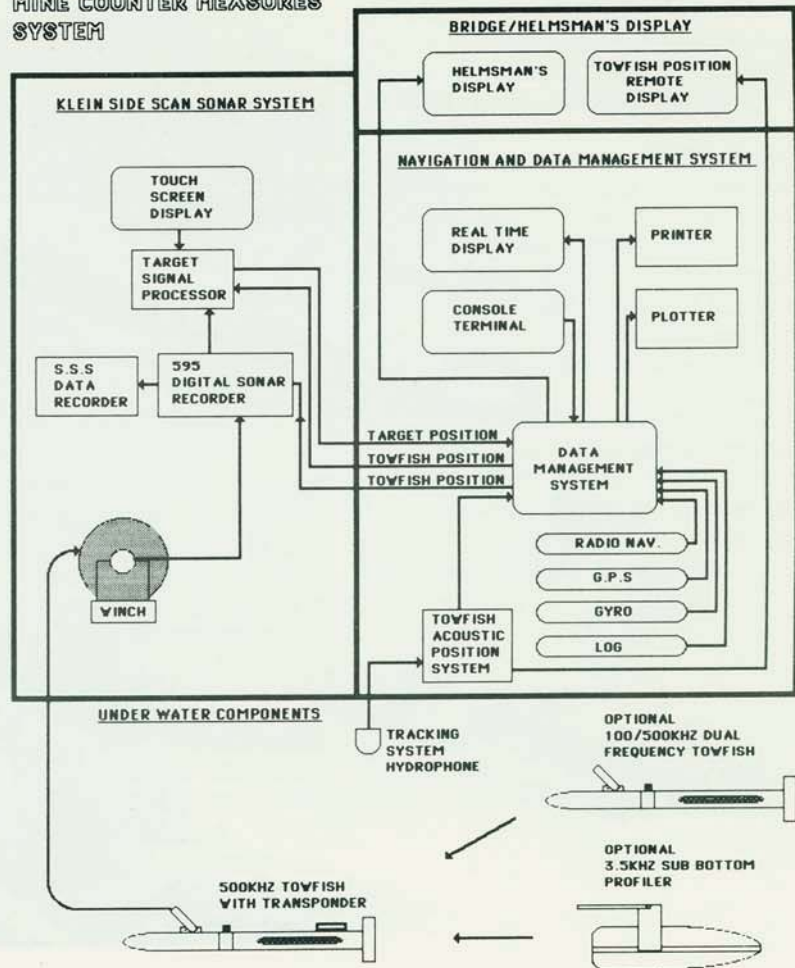 MINE COUNTER MEASURES
SYSTEM
BRIDGE/HELMSMAN'S DISPLAY
HELMSMAN'S
DISPLAY
TOWFISH POSITION
REMOTE
DISPLAY
KLEIN SIDE SCAN SONAR SYSTEM
TOUCH
SCREEN
DISPLAY
TARGET
SIGNAL
PROCESSOR
S.S.S
DATA
RECORDER
595
DIGITAL SONAR
RECORDER
WINCH
NAVIGATION AND DATA MANAGEMENT SYSTEM
REAL TIME
DISPLAY
PRINTER
CONSOLE
TERMINAL
PLOTTER
TARGET POSITION
TOWFISH POSITION
TOWFISH POSITION
DATA
MANAGEMENT
SYSTEM
RADIO NAV.
G.P.S
GYRO
LOG
TOWFISH
ACOUSTIC
POSITION
SYSTEM
UNDER WATER COMPONENTS
TRACKING
SYSTEM
HYDROPHONE
OPTIONAL
100/500KHZ DUAL
FREQUENCY TOWFISH
OPTIONAL
3.5KHZ SUB BOTTOM
PROFILER
500KHZ TOWFISH
WITH TRANSPONDER